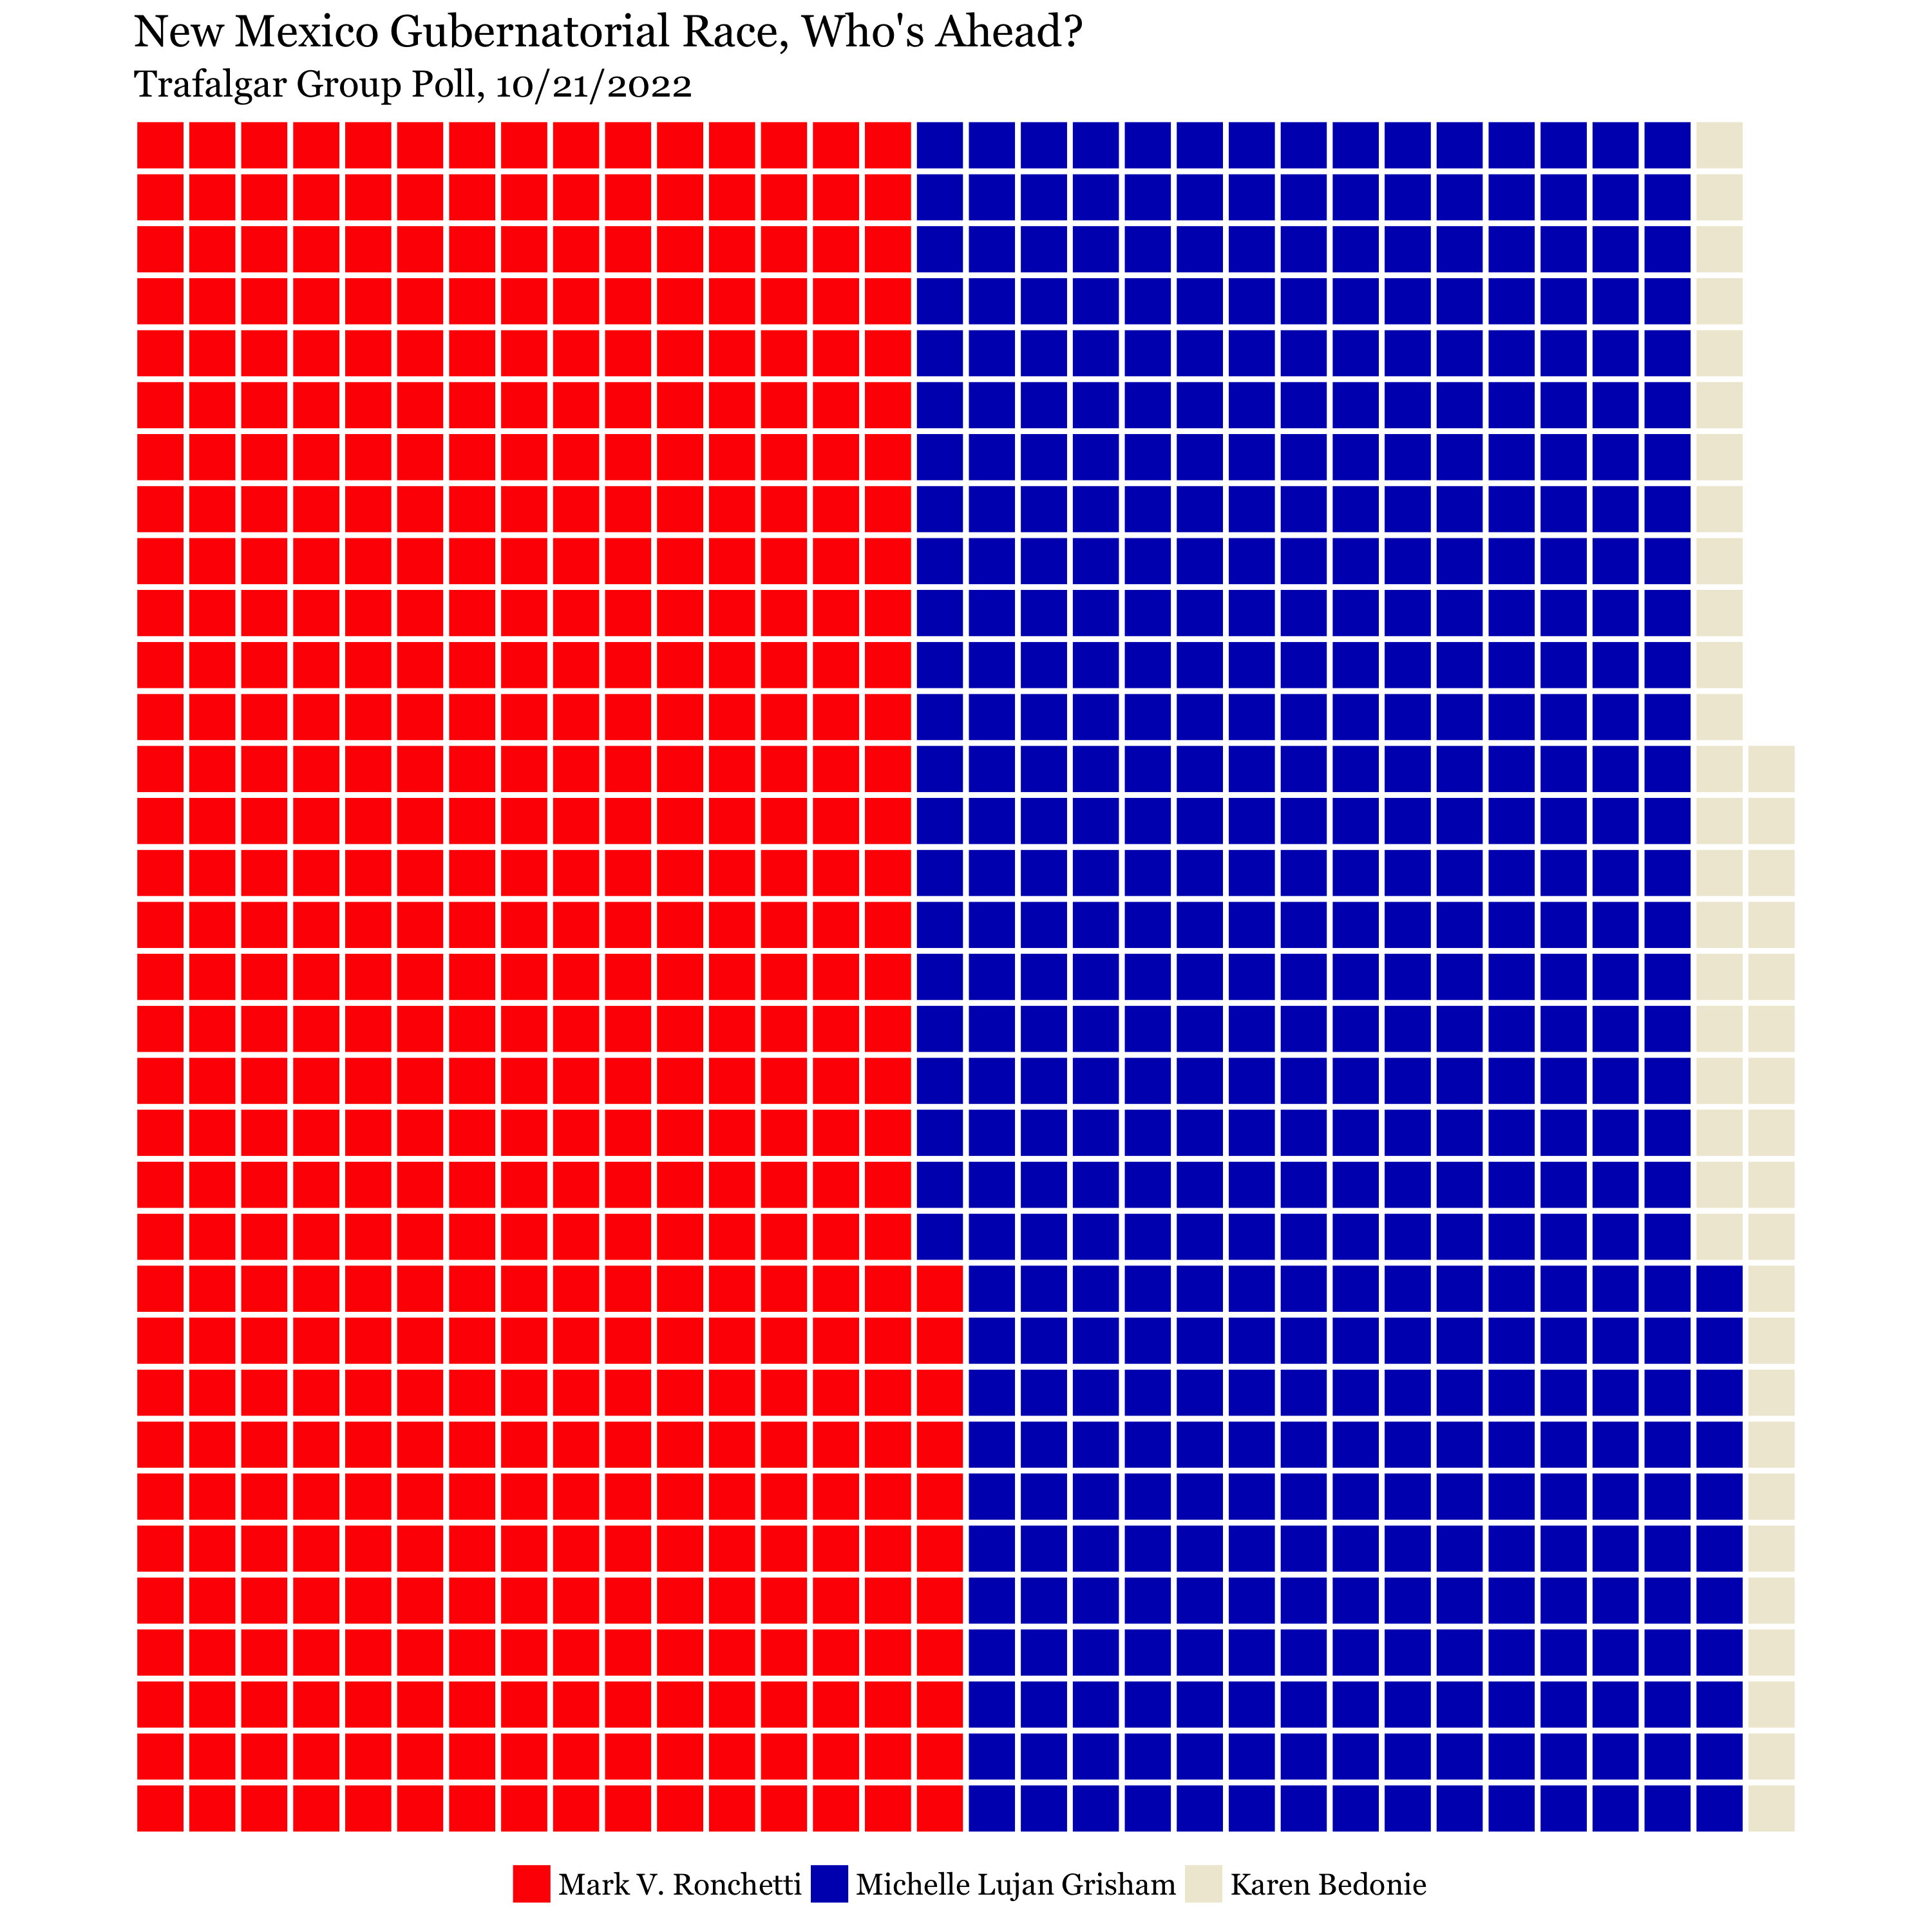 New Mexico Gubernatorial Race, Who's Ahead?
Trafalgar Group Poll, 10/21/2022
Mark V. Ronchetti Michelle Lujan Grisham Karen Bedonie